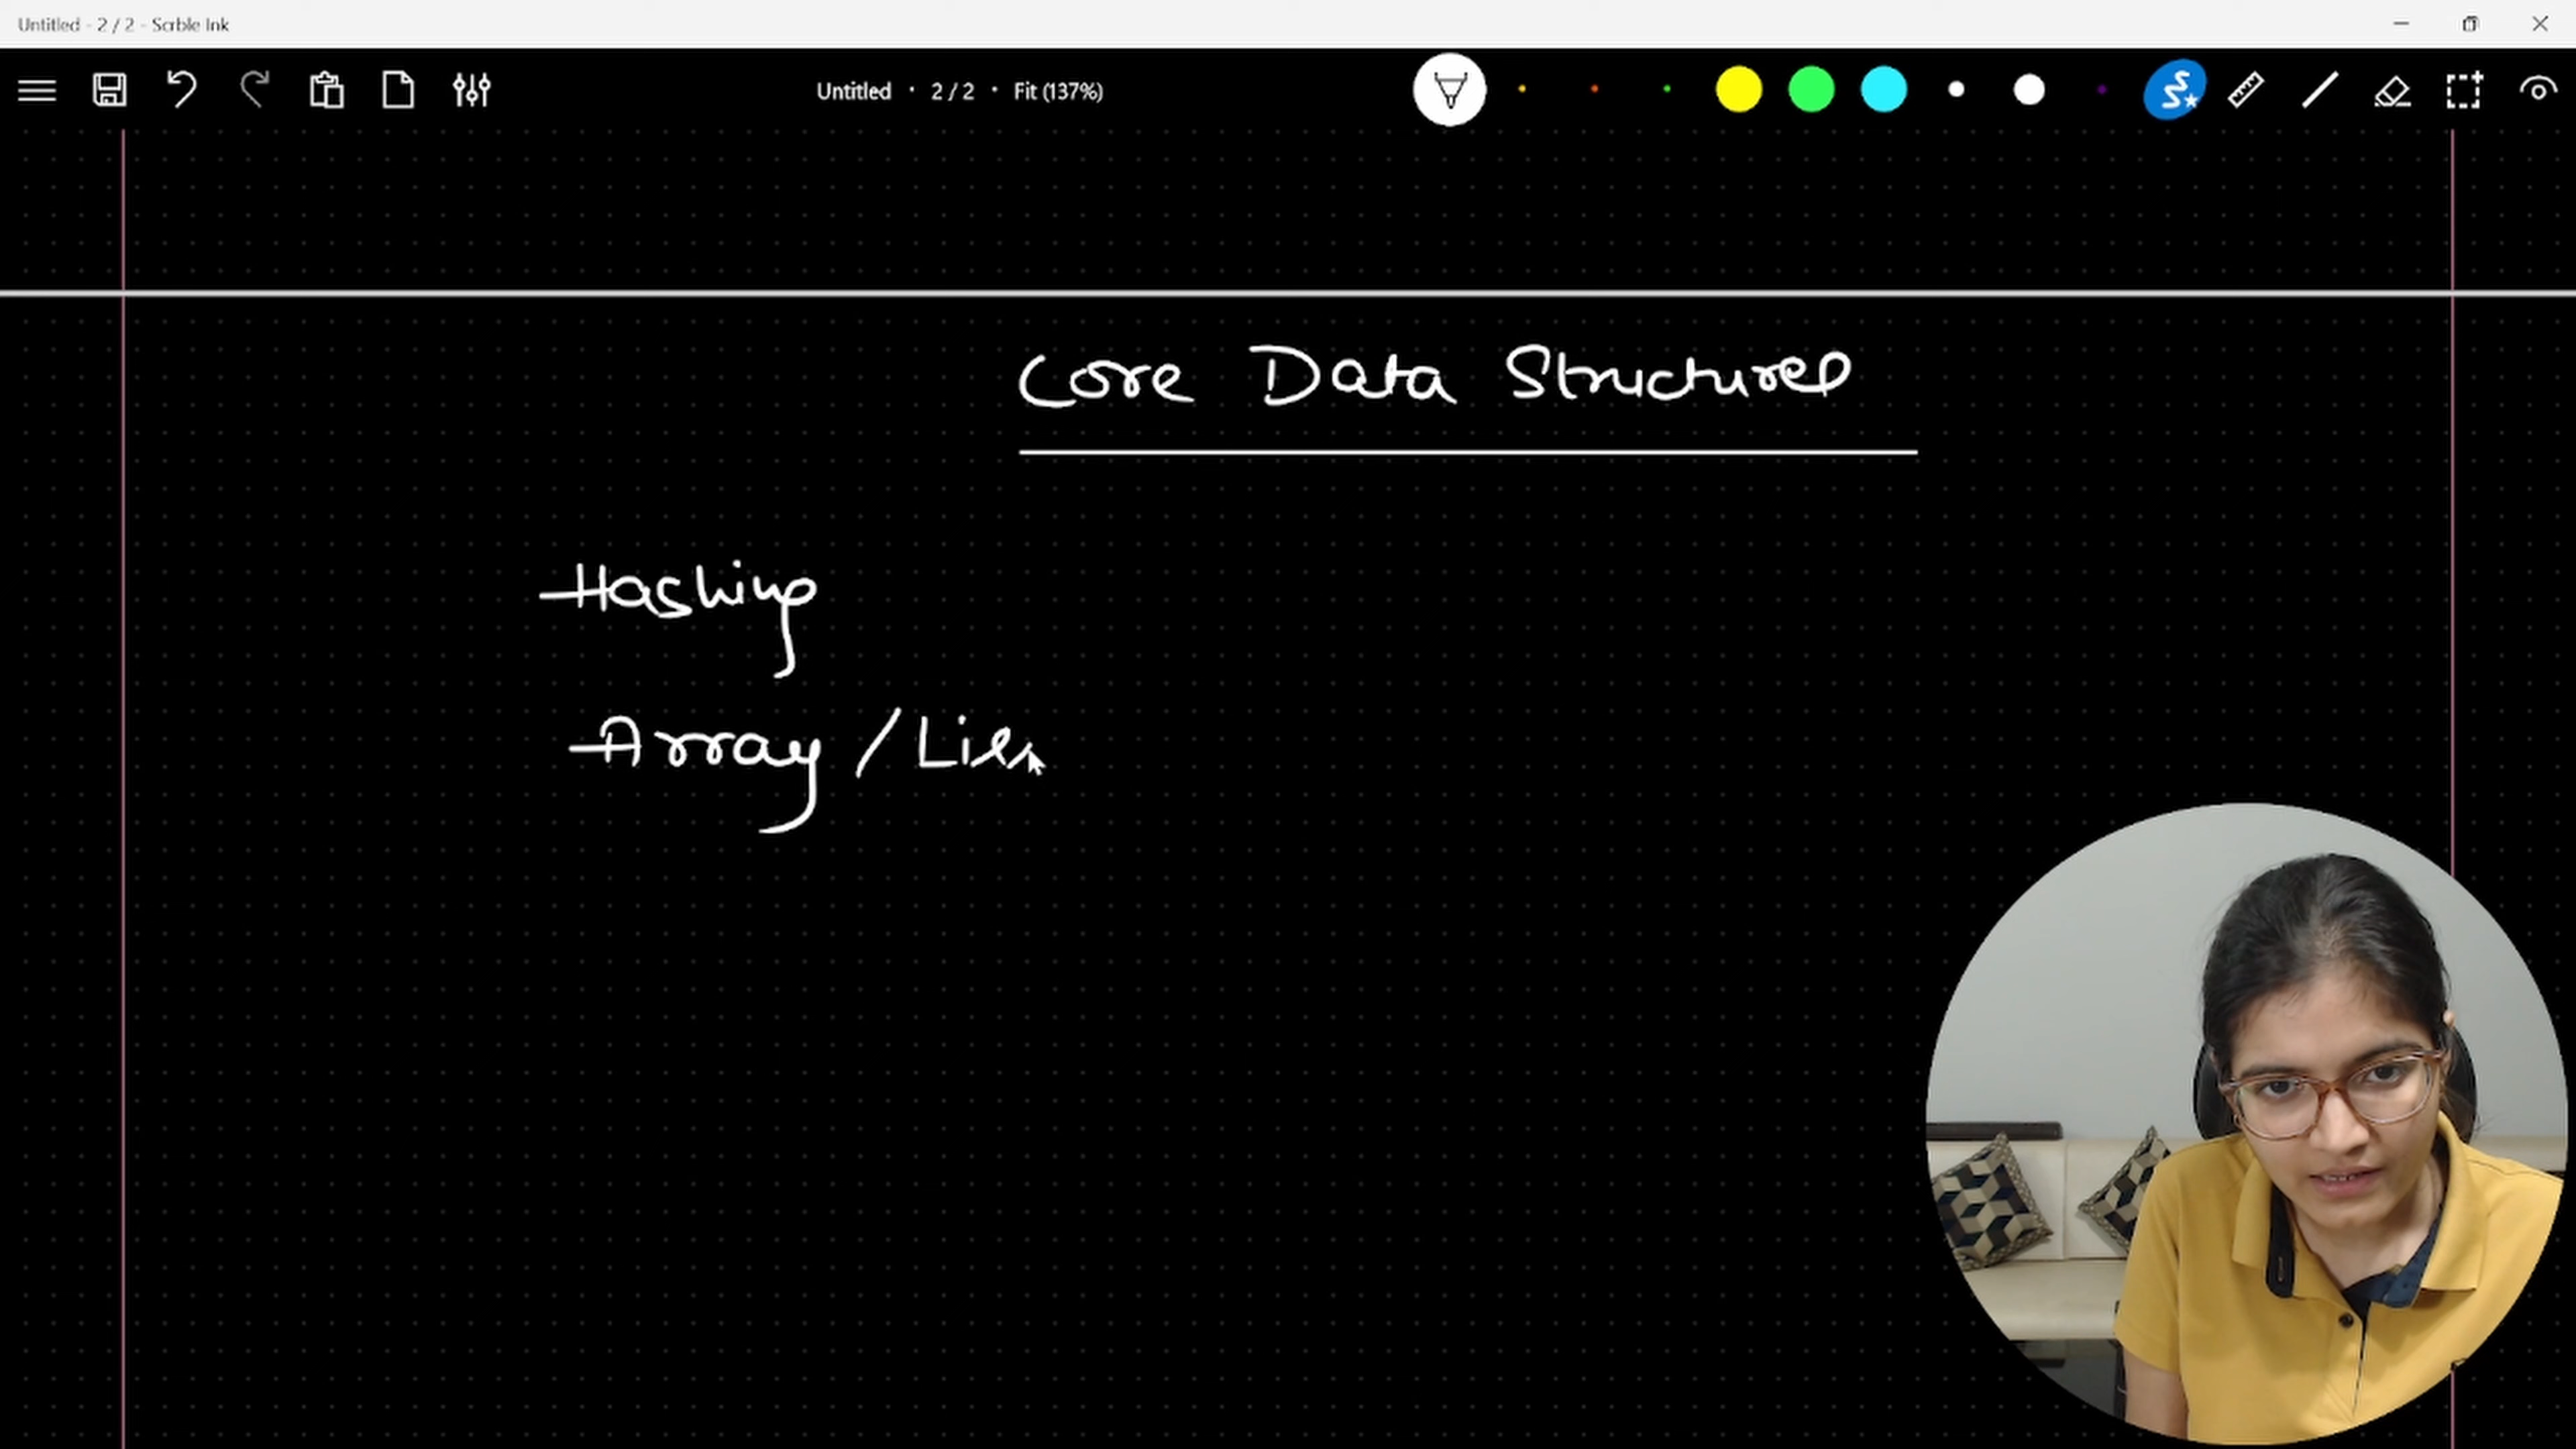 Untitled - 2 / 2 - Scrble Ink
Untitled · 2 / 2 · Fit (137%)
Core Data Structures
Hashing
Array / Lis